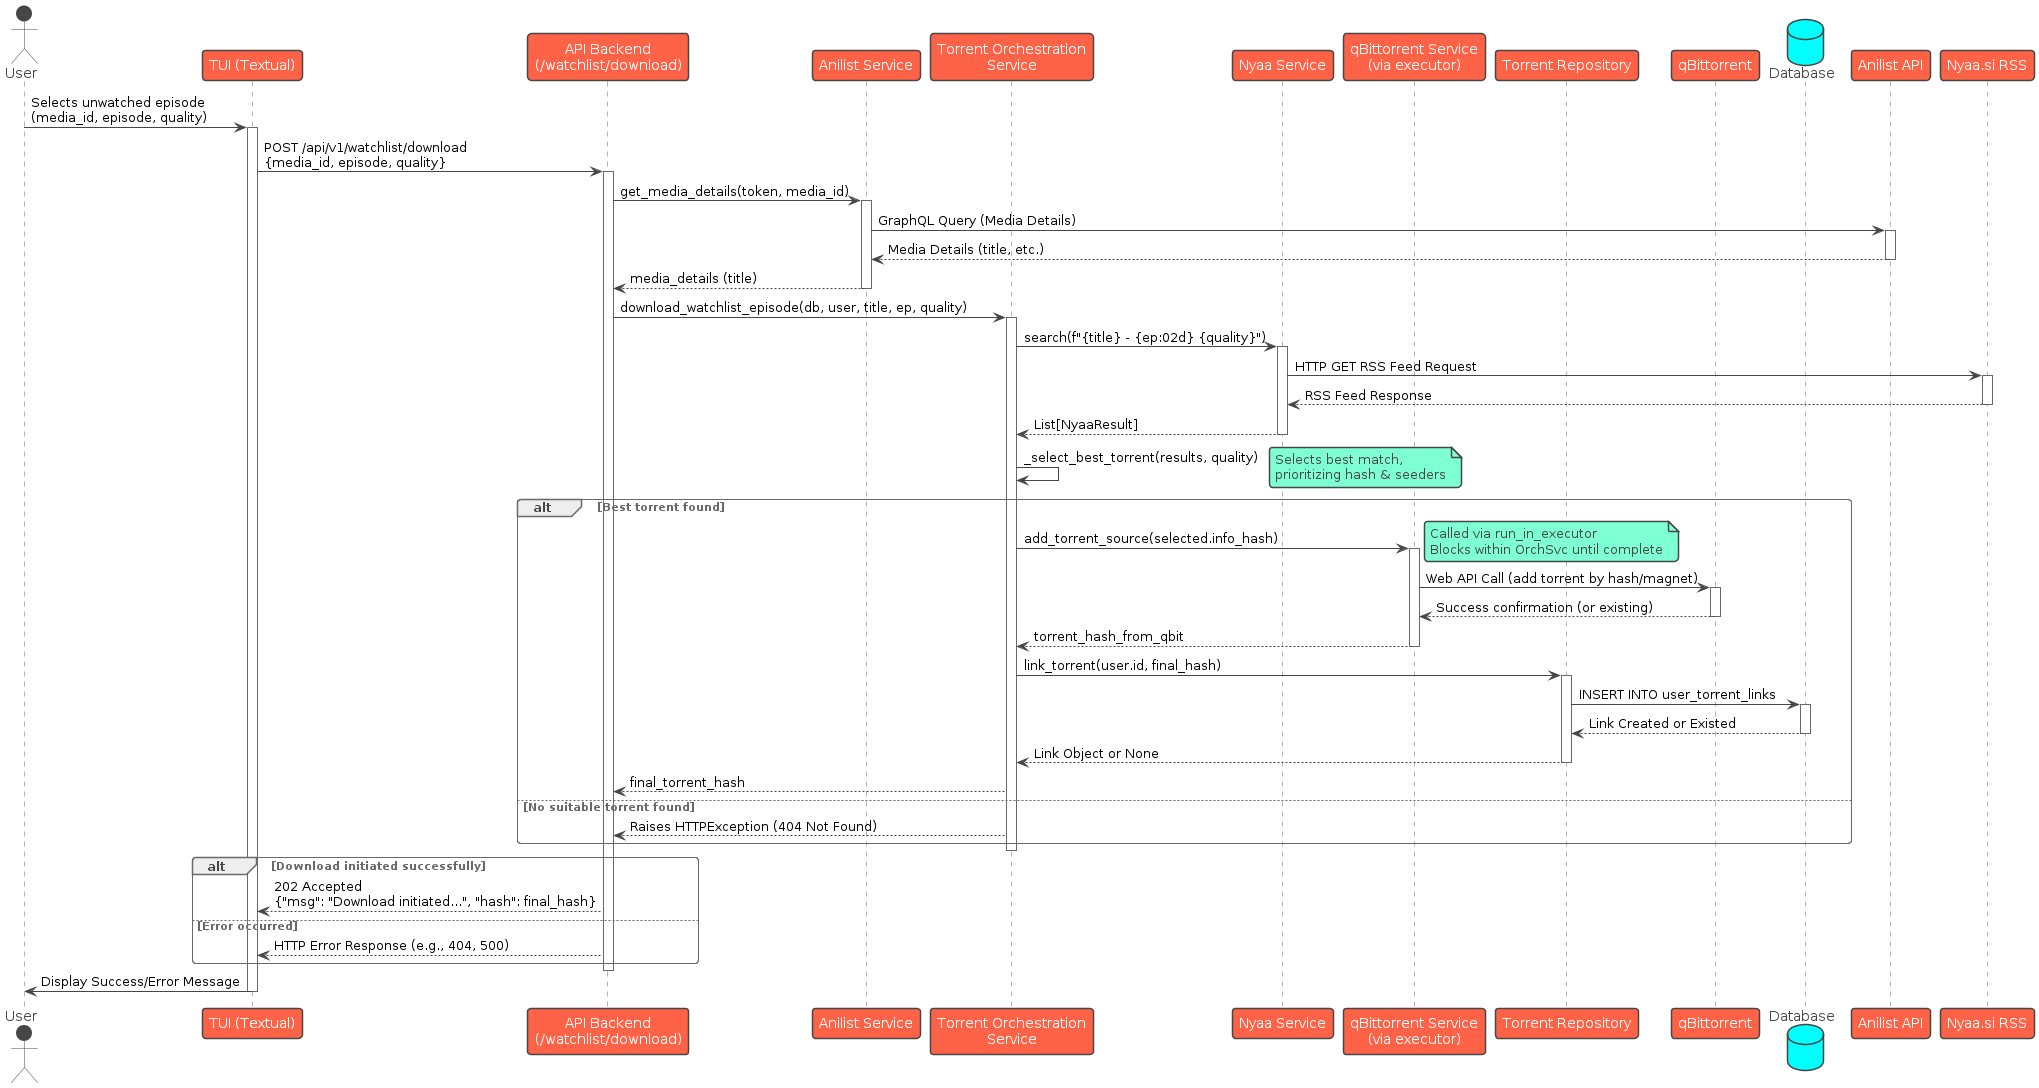 User
TUI (Textual)
API Backend
(/watchlist/download)
Anilist Service
Torrent Orchestration
Service
Nyaa Service
qBittorrent Service
(via executor)
Torrent Repository
qBittorrent
Database
Anilist API
Nyaa.si RSS
Selects unwatched episode
(media_id, episode, quality)
POST /api/v1/watchlist/download
{media_id, episode, quality}
get_media_details(token, media_id)
GraphQL Query (Media Details)
Media Details (title, etc.)
media_details (title)
download_watchlist_episode(db, user, title, ep, quality)
search(f"{title} - {ep:02d} {quality}")
HTTP GET RSS Feed Request
RSS Feed Response
List[NyaaResult]
_select_best_torrent(results, quality)
Selects best match,
prioritizing hash & seeders
alt
[Best torrent found]
add_torrent_source(selected.info_hash)
Called via run_in_executor
Blocks within OrchSvc until complete
Web API Call (add torrent by hash/magnet)
Success confirmation (or existing)
torrent_hash_from_qbit
link_torrent(user.id, final_hash)
INSERT INTO user_torrent_links
Link Created or Existed
Link Object or None
final_torrent_hash
[No suitable torrent found]
Raises HTTPException (404 Not Found)
alt
[Download initiated successfully]
202 Accepted
{"msg": "Download initiated...", "hash": final_hash}
[Error occurred]
HTTP Error Response (e.g., 404, 500)
Display Success/Error Message
User
TUI (Textual)
API Backend
(/watchlist/download)
Anilist Service
Torrent Orchestration
Service
Nyaa Service
qBittorrent Service
(via executor)
Torrent Repository
qBittorrent
Database
Anilist API
Nyaa.si RSS